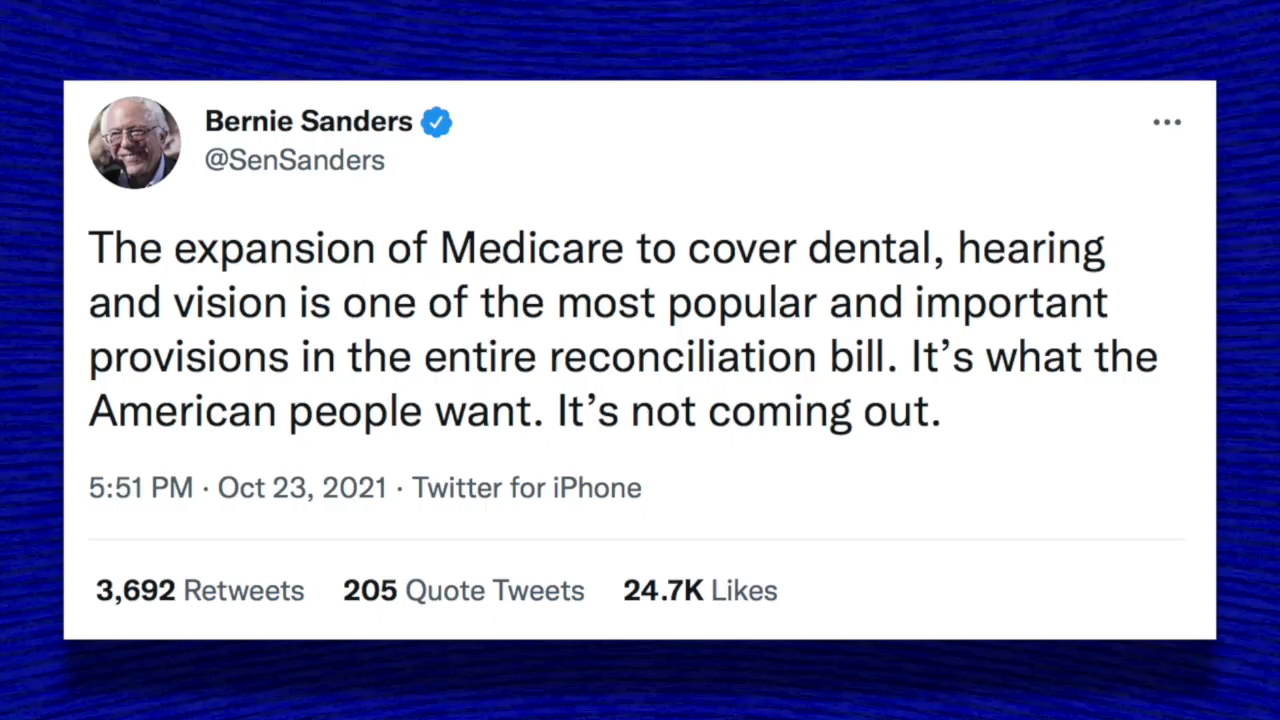 Bernie Sanders
@SenSanders
The expansion of Medicare to cover dental, hearing
and vision is one of the most popular and important
provisions in the entire reconciliation bill. It’s what the
American people want. It’s not coming out.
5:51 PM · Oct 23, 2021 · Twitter for iPhone
3,692 Retweets 205 Quote Tweets 24.7K Likes